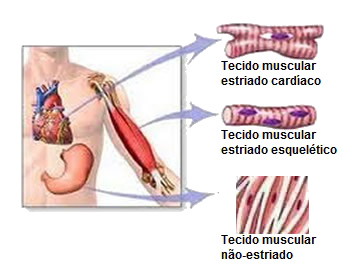 Tecido muscular
estriado cardíaco
Tecido muscular
estriado esquelético
Tecido muscular
não-estriado